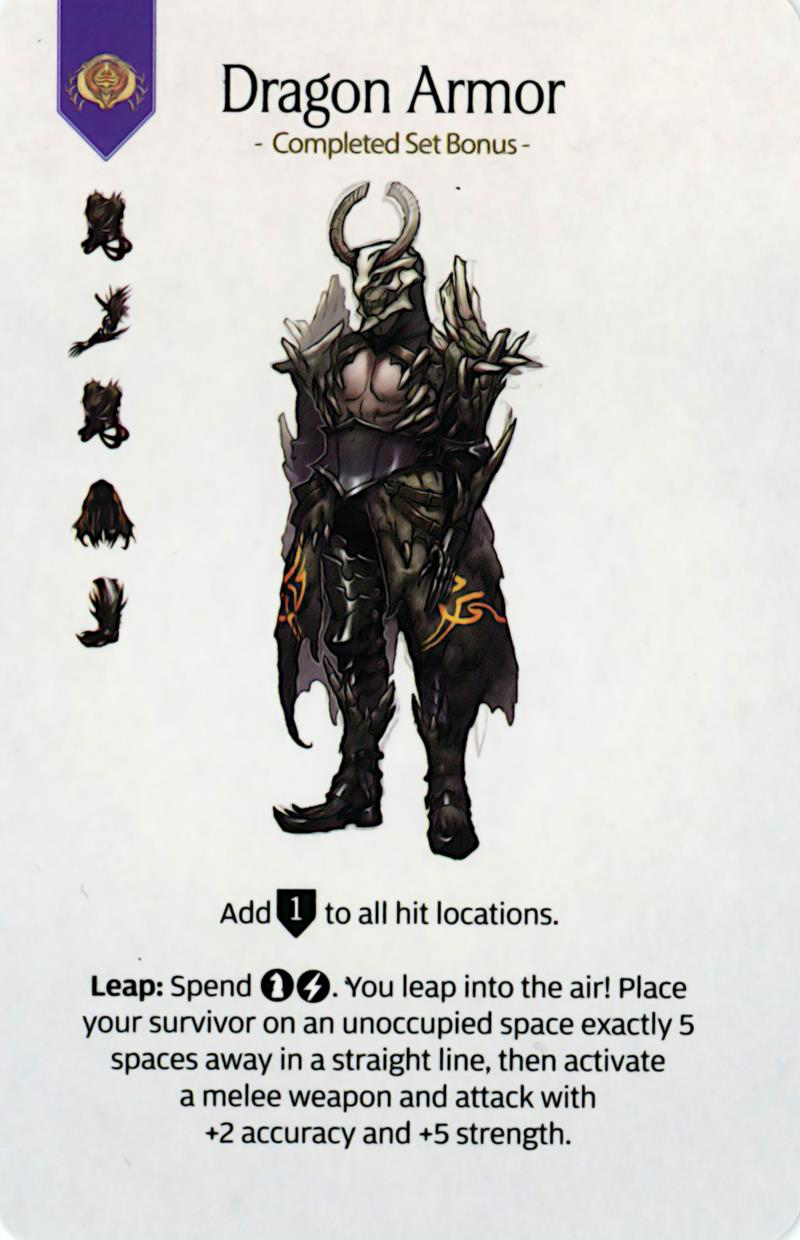 Dragon Armor
- Completed Set Bonus -
Add 1 to all hit locations.
Leap: Spend . You leap into the air! Place
your survivor on an unoccupied space exactly 5
spaces away in a straight line, then activate
a melee weapon and attack with
+2 accuracy and +5 strength.